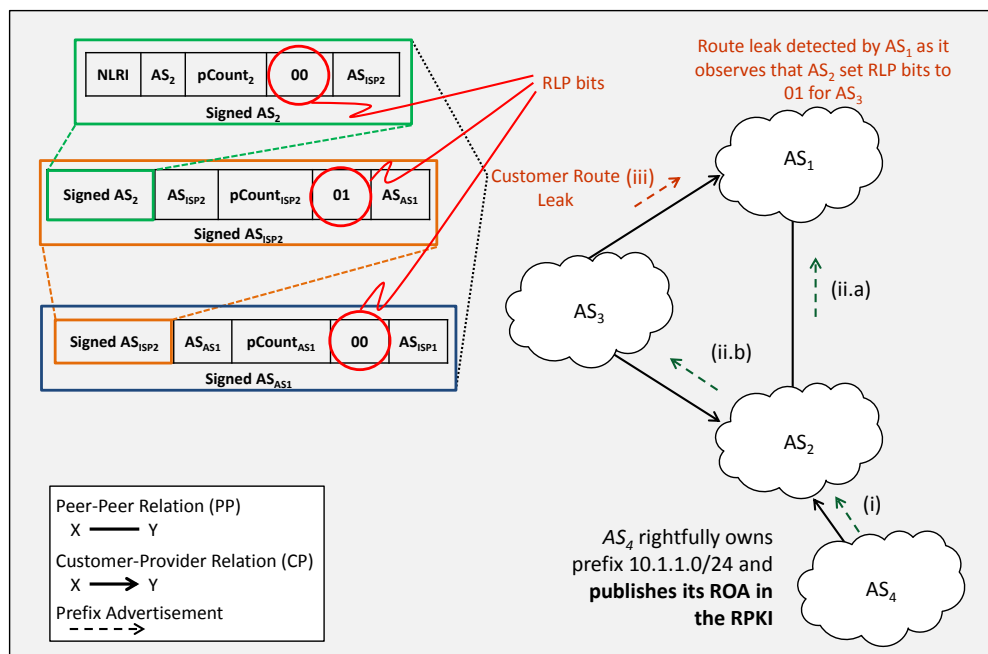 NLRI AS2 pCount2 00 ASISP2
Signed AS2
RLP bits
Signed AS2 ASISP2 pCountISP2 01 ASAS1
Signed ASISP2
Signed ASISP2 ASAS1 pCountAS1 00 ASISP1
Signed ASAS1
Route leak detected by AS1 as it
observes that AS2 set RLP bits to
01 for AS3
AS1
Customer Route (iii)
Leak
(ii.a)
AS3
(ii.b)
AS2
(i)
AS4 rightfully owns
prefix 10.1.1.0/24 and
publishes its ROA in
the RPKI
AS4
Peer-Peer Relation (PP)
X Y
Customer-Provider Relation (CP)
X Y
Prefix Advertisement